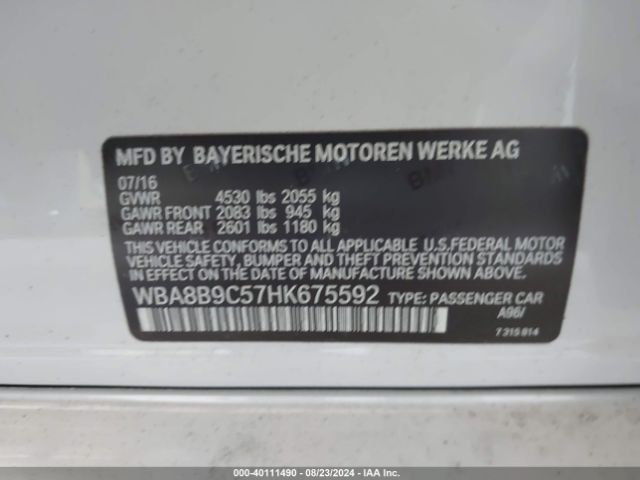 MFD BY BAYERISCHE MOTOREN WERKE AG
07/16
GVWR 4530 lbs 2055 kg
GAWR FRONT 2083 lbs 945 kg
GAWR REAR 2601 lbs 1180 kg
THIS VEHICLE CONFORMS TO ALL APPLICABLE U.S.FEDERAL MOTOR
VEHICLE SAFETY, BUMPER AND THEFT PREVENTION STANDARDS
IN EFFECT ON THE DATE OF MANUFACTURE SHOWN ABOVE.
WBA8B9C57HK675592 TYPE: PASSENGER CAR
A96/
7 315 814
000-40111490 - 08/23/2024 - IAA Inc.